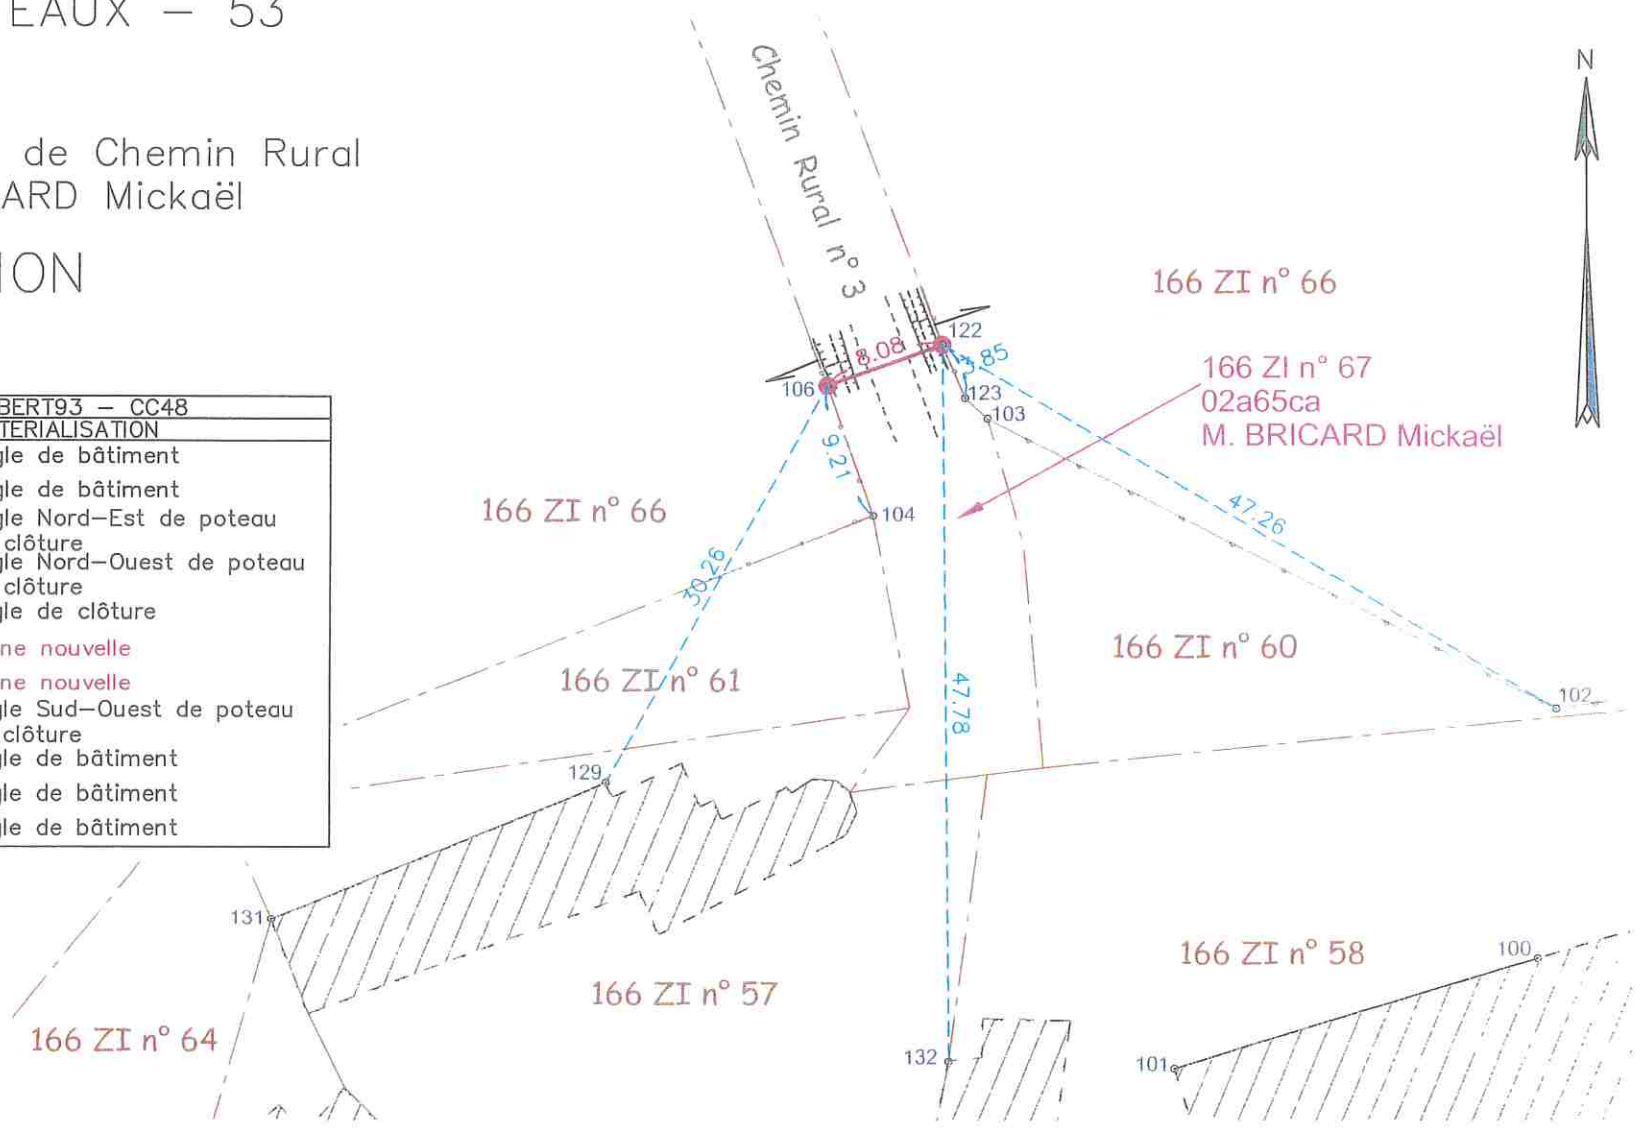 EAUX – 53
de Chemin Rural
ARD Mickaël
ION
BERT93 – CC48
TERIALISATION
gle de bâtiment
gle de bâtiment
gle Nord–Est de poteau
clôture
gle Nord–Ouest de poteau
clôture
gle de clôture
ne nouvelle
ne nouvelle
gle Sud–Ouest de poteau
clôture
gle de bâtiment
gle de bâtiment
gle de bâtiment
Chemin Rural n° 3
N
166 ZI n° 66
122
8.08
3.85
106
123
103
166 ZI n° 67
02a65ca
M. BRICARD Mickaël
9.21
166 ZI n° 66
104
47.26
30.26
166 ZI n° 61
166 ZI n° 60
47.78
102
129
131
166 ZI n° 57
166 ZI n° 58
100
166 ZI n° 64
132
101